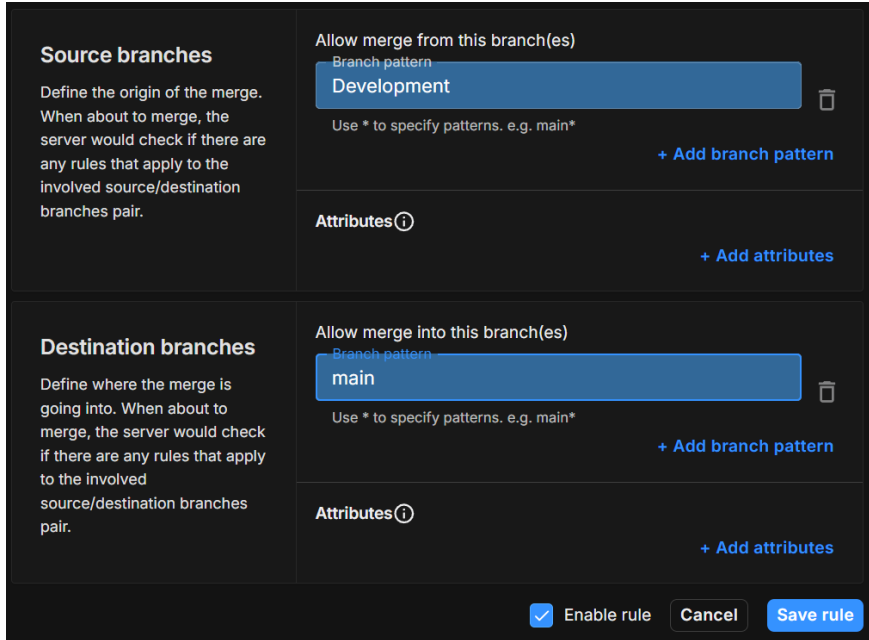 Source branches
Define the origin of the merge.
When about to merge, the
server would check if there are
any rules that apply to the
involved source/destination
branches pair.
Allow merge from this branch(es)
Branch pattern
Development
Use * to specify patterns. e.g. main*
+ Add branch pattern
Attributes
+ Add attributes
Destination branches
Define where the merge is
going into. When about to
merge, the server would check
if there are any rules that apply
to the involved
source/destination branches
pair.
Allow merge into this branch(es)
Branch pattern
main
Use * to specify patterns. e.g. main*
+ Add branch pattern
Attributes
+ Add attributes
Enable rule Cancel Save rule